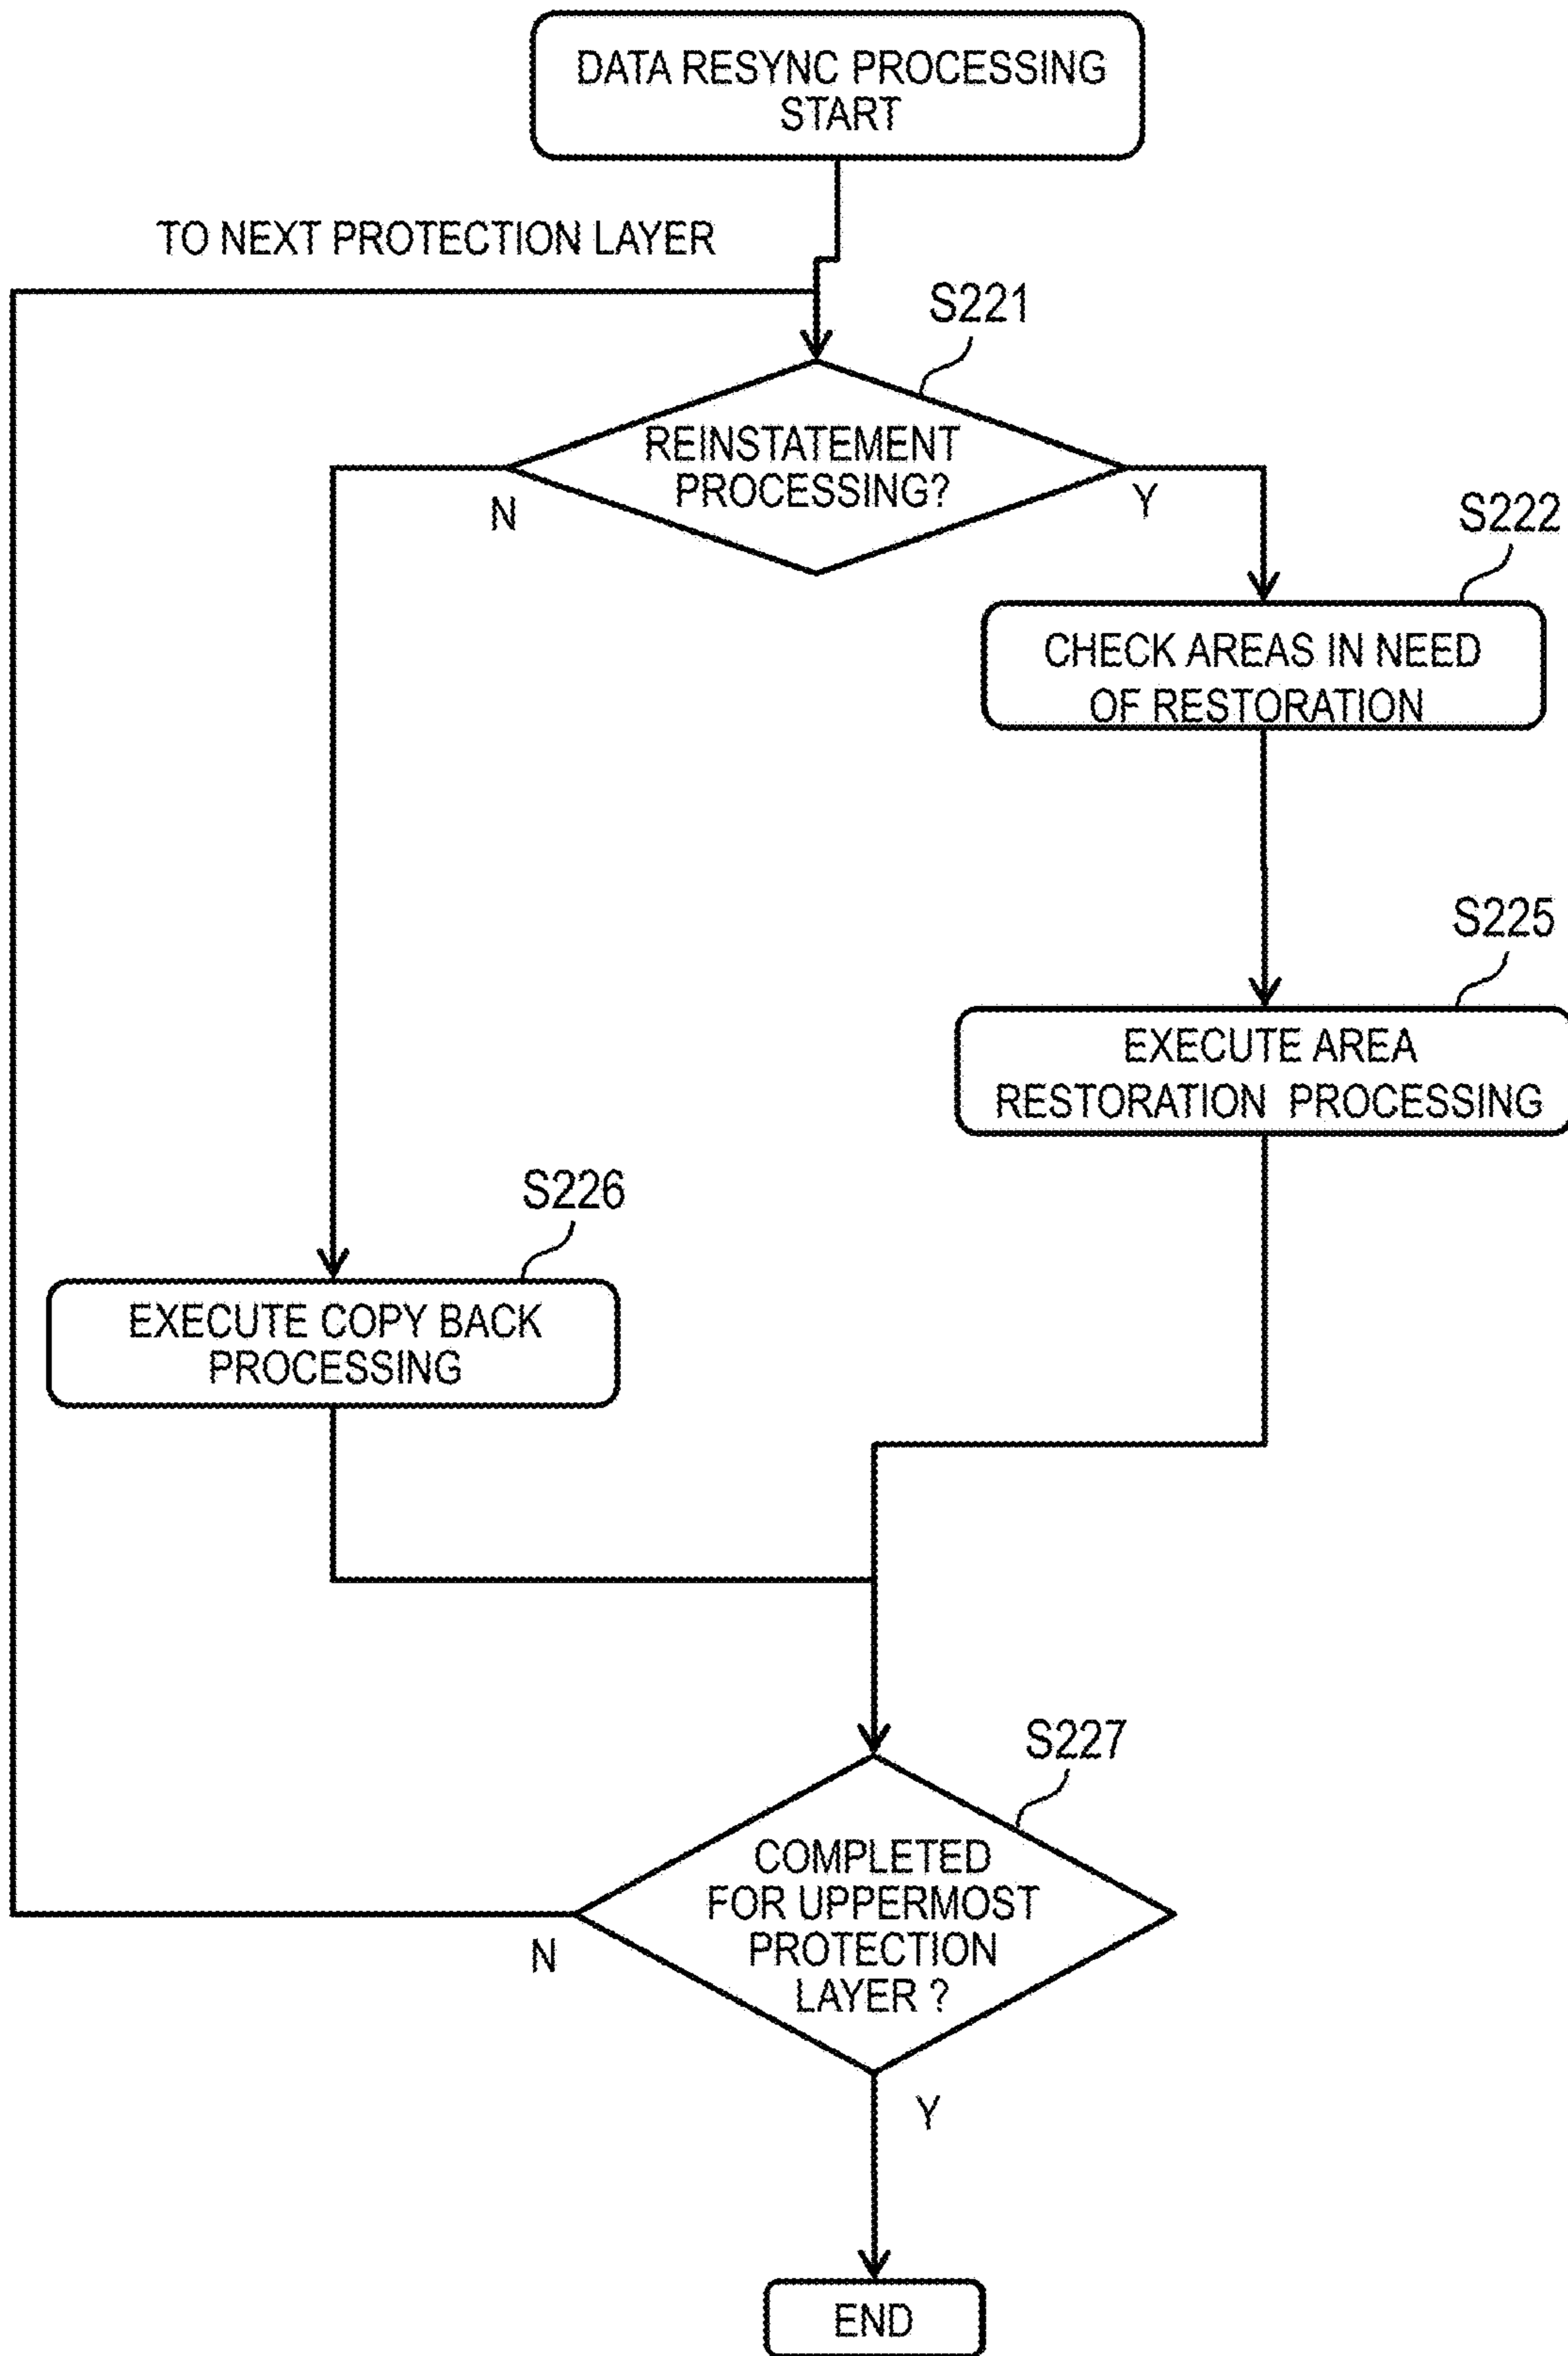 DATA RESYNC PROCESSING
START
TO NEXT PROTECTION LAYER
S221
REINSTATEMENT
PROCESSING?
N
Y
S222
CHECK AREAS IN NEED
OF RESTORATION
S225
EXECUTE AREA
RESTORATION PROCESSING
S226
EXECUTE COPY BACK
PROCESSING
S227
COMPLETED
FOR UPPERMOST
PROTECTION
LAYER ?
N
Y
END